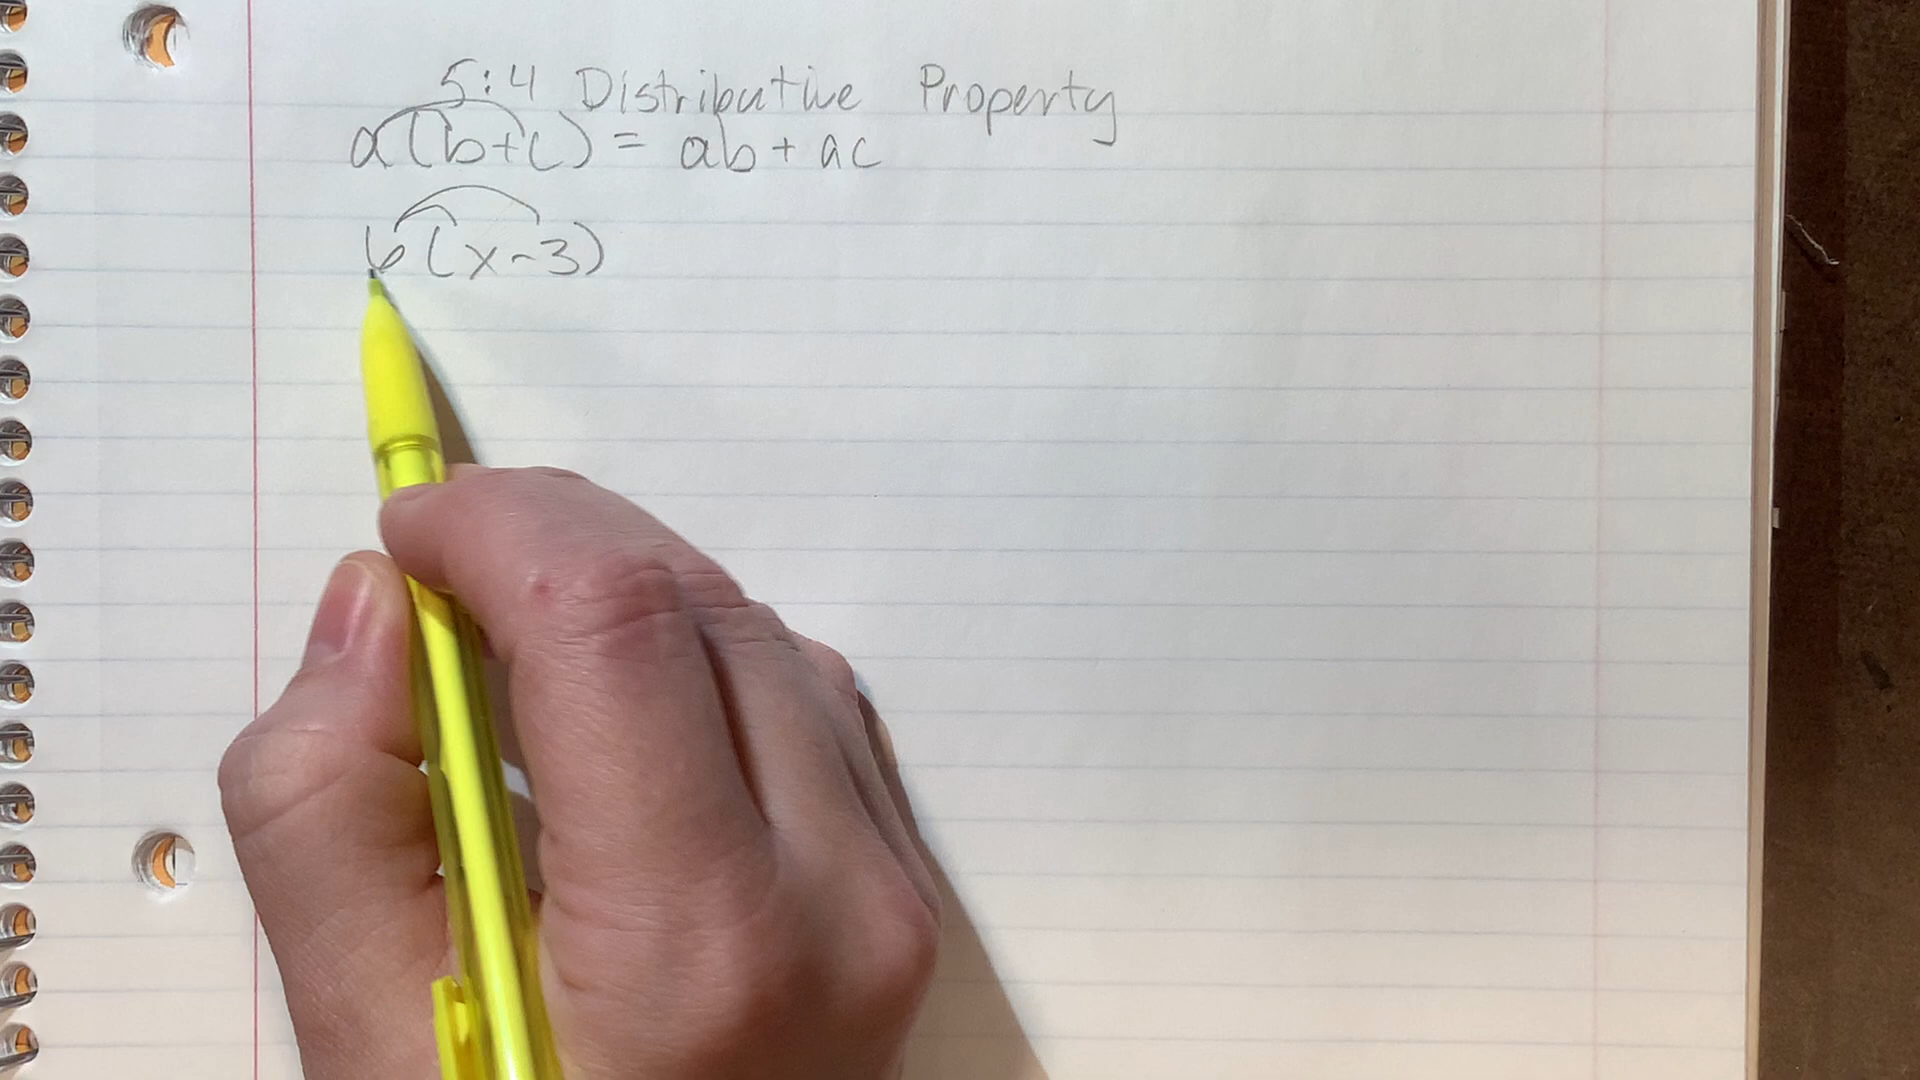 5:4 Distributive Property
a(b+c) = ab + ac
6(x-3)